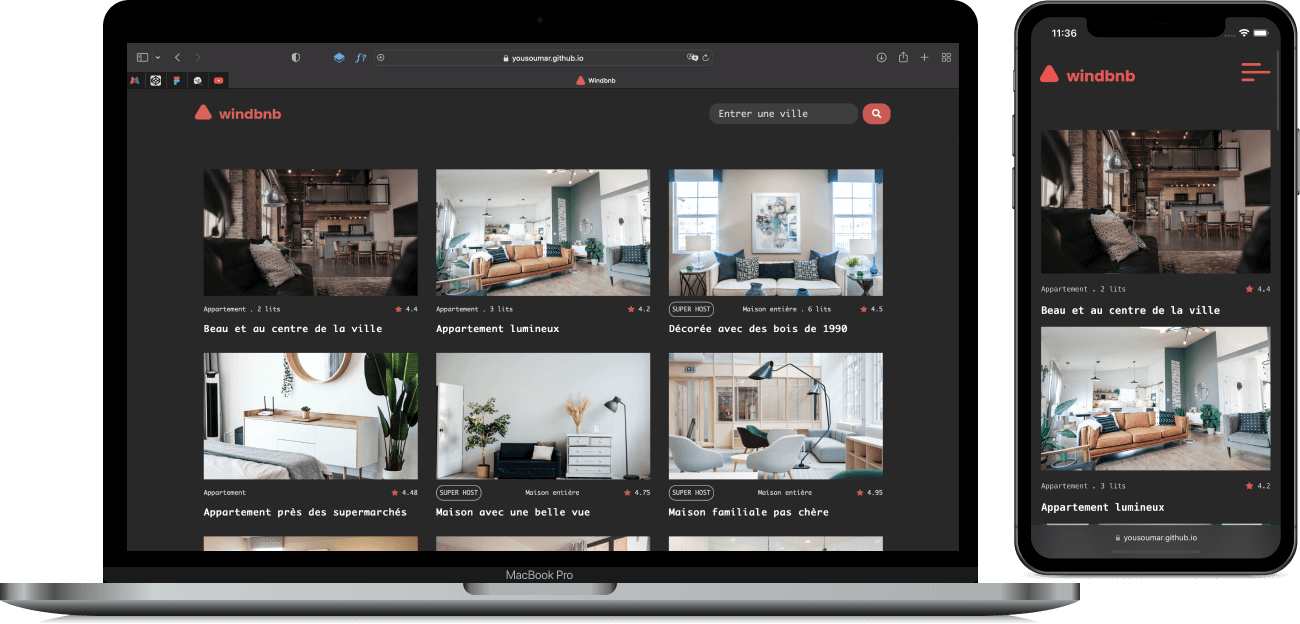 yousoumar.github.io
Windbnb
windbnb
Entrer une ville
Appartement . 2 lits
4.4
Beau et au centre de la ville
Appartement . 3 lits
4.2
Appartement lumineux
SUPER HOST
Maison entière . 6 lits
4.5
Décorée avec des bois de 1990
Appartement
4.48
Appartement près des supermarchés
SUPER HOST
Maison entière
4.75
Maison avec une belle vue
SUPER HOST
Maison entière
4.95
Maison familiale pas chère
MacBook Pro
11:36
windbnb
Appartement . 2 lits
4.4
Beau et au centre de la ville
Appartement . 3 lits
4.2
Appartement lumineux
yousoumar.github.io